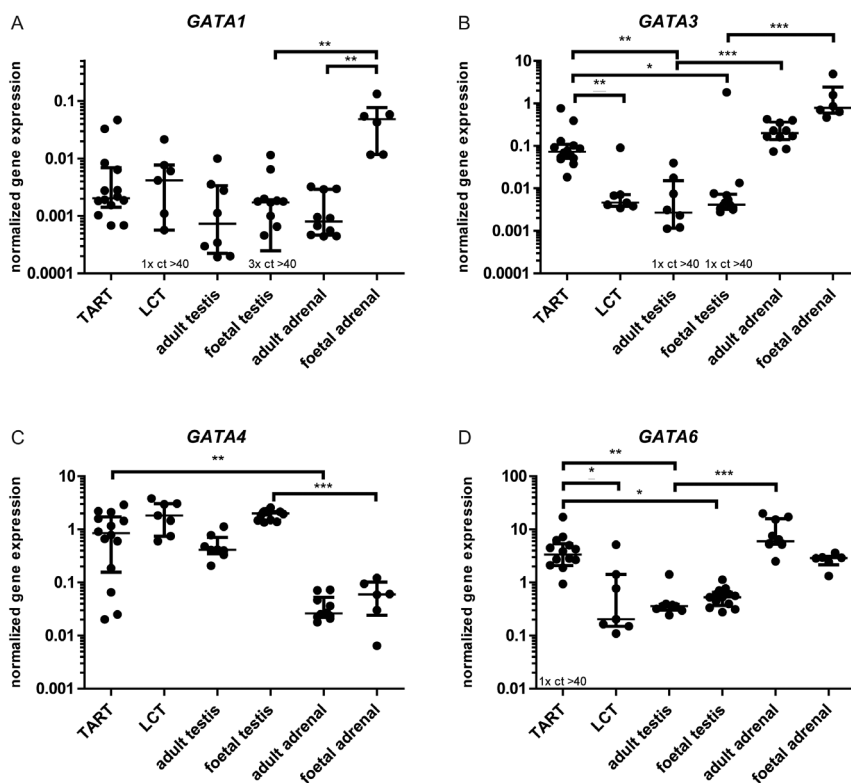 A
GATA1
normalized gene expression
0.1
0.01
0.001
0.0001
**
**
1x ct >40
3x ct >40
TART
LCT
adult testis
foetal testis
adult adrenal
foetal adrenal
B
GATA3
normalized gene expression
10
1
0.1
0.01
0.001
0.0001
***
**
***
*
**
1x ct >40
1x ct >40
TART
LCT
adult testis
foetal testis
adult adrenal
foetal adrenal
C
GATA4
normalized gene expression
10
1
0.1
0.01
0.001
**
***
TART
LCT
adult testis
foetal testis
adult adrenal
foetal adrenal
D
GATA6
normalized gene expression
100
10
1
0.1
0.01
**
*
***
*
1x ct >40
TART
LCT
adult testis
foetal testis
adult adrenal
foetal adrenal